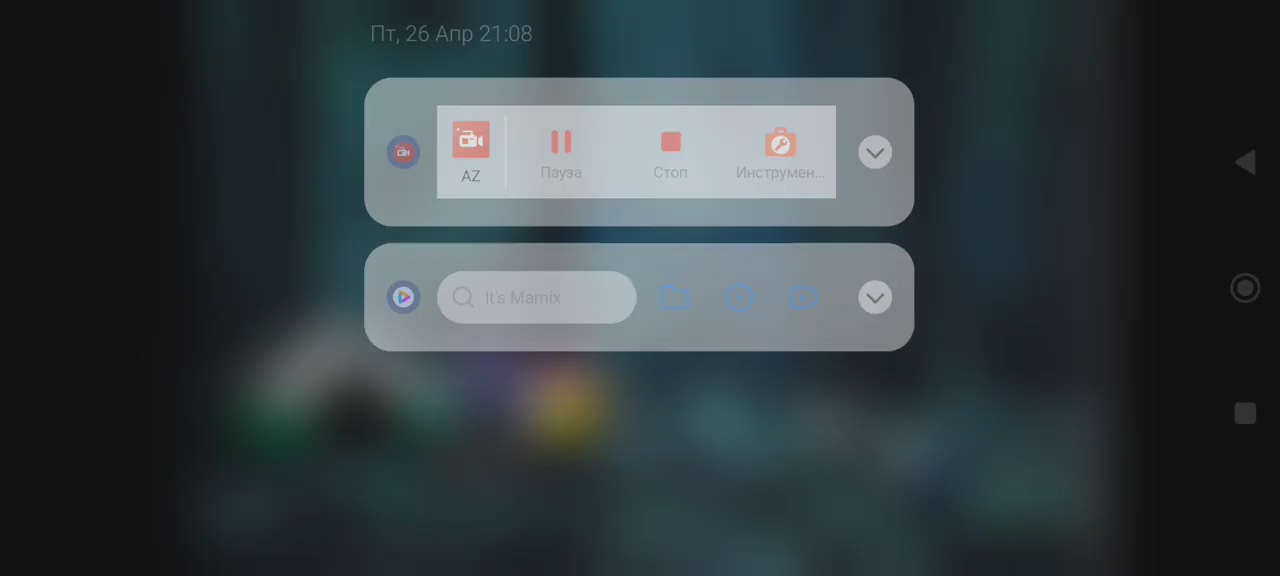 Пт, 26 Апр 21:08
AZ
Пауза
Стоп
Инструмен...
It's Mamix